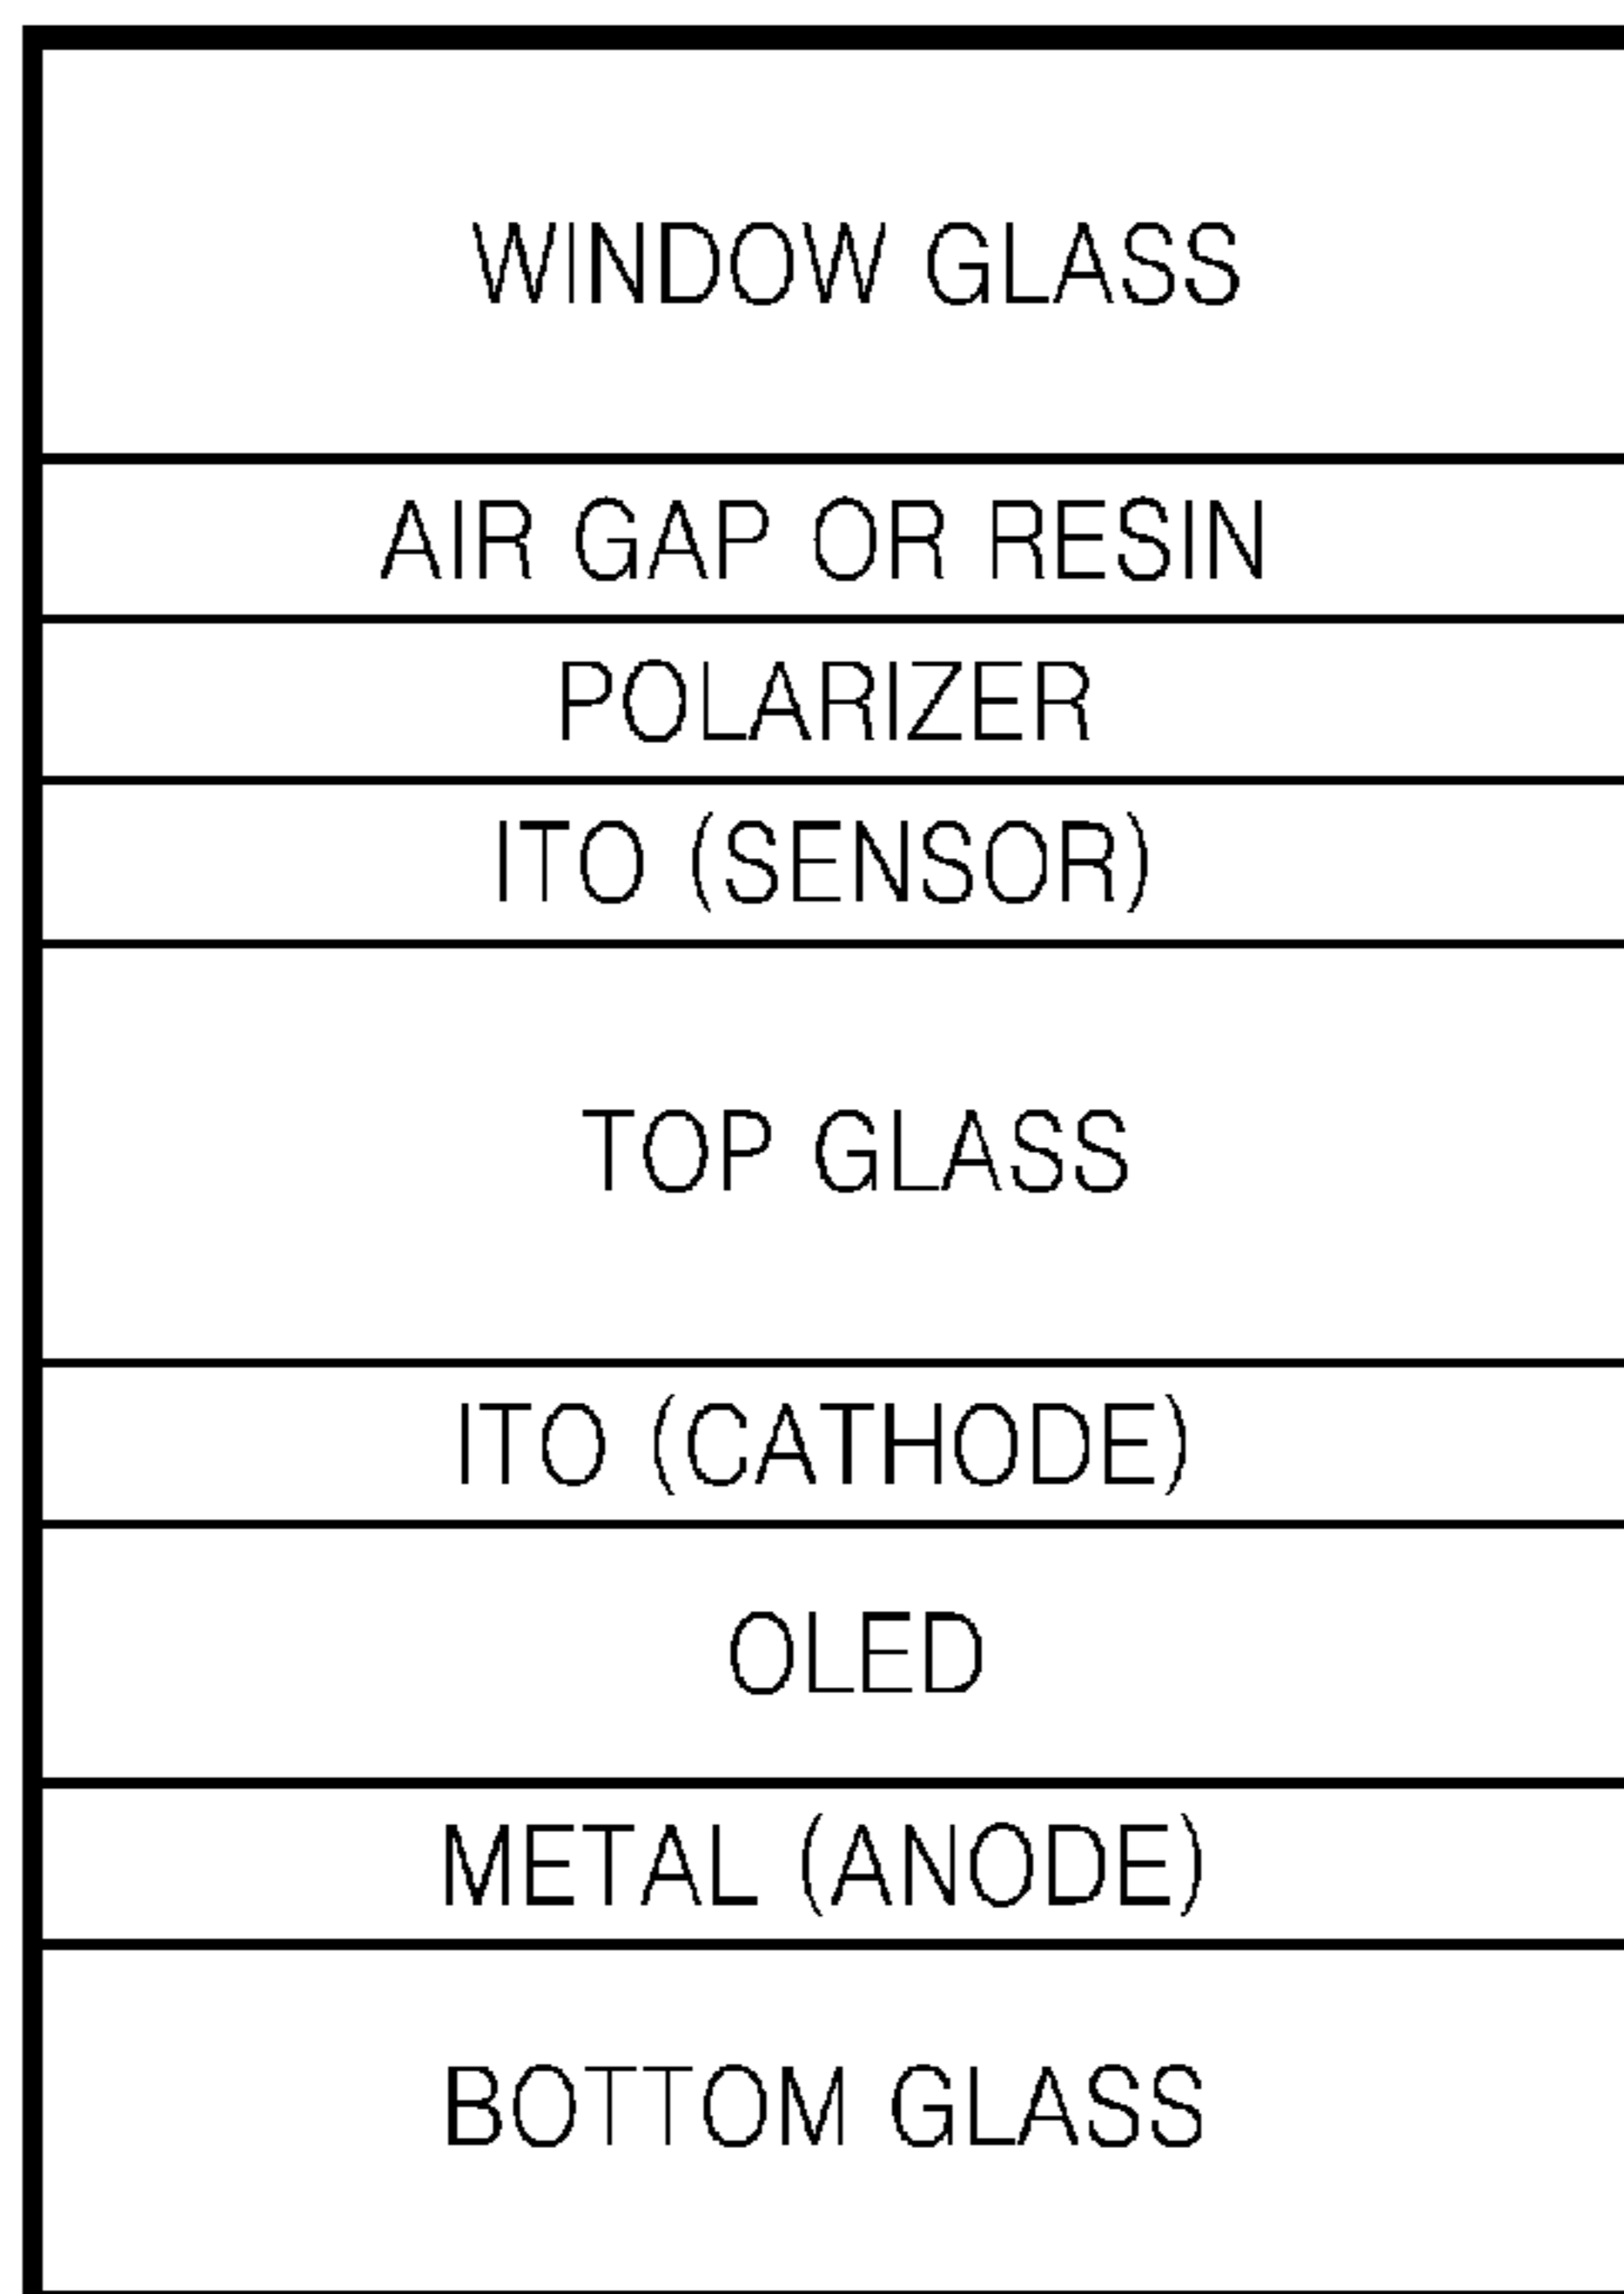 WINDOW GLASS
AIR GAP OR RESIN
POLARIZER
ITO (SENSOR)
TOP GLASS
ITO (CATHODE)
OLED
METAL (ANODE)
BOTTOM GLASS